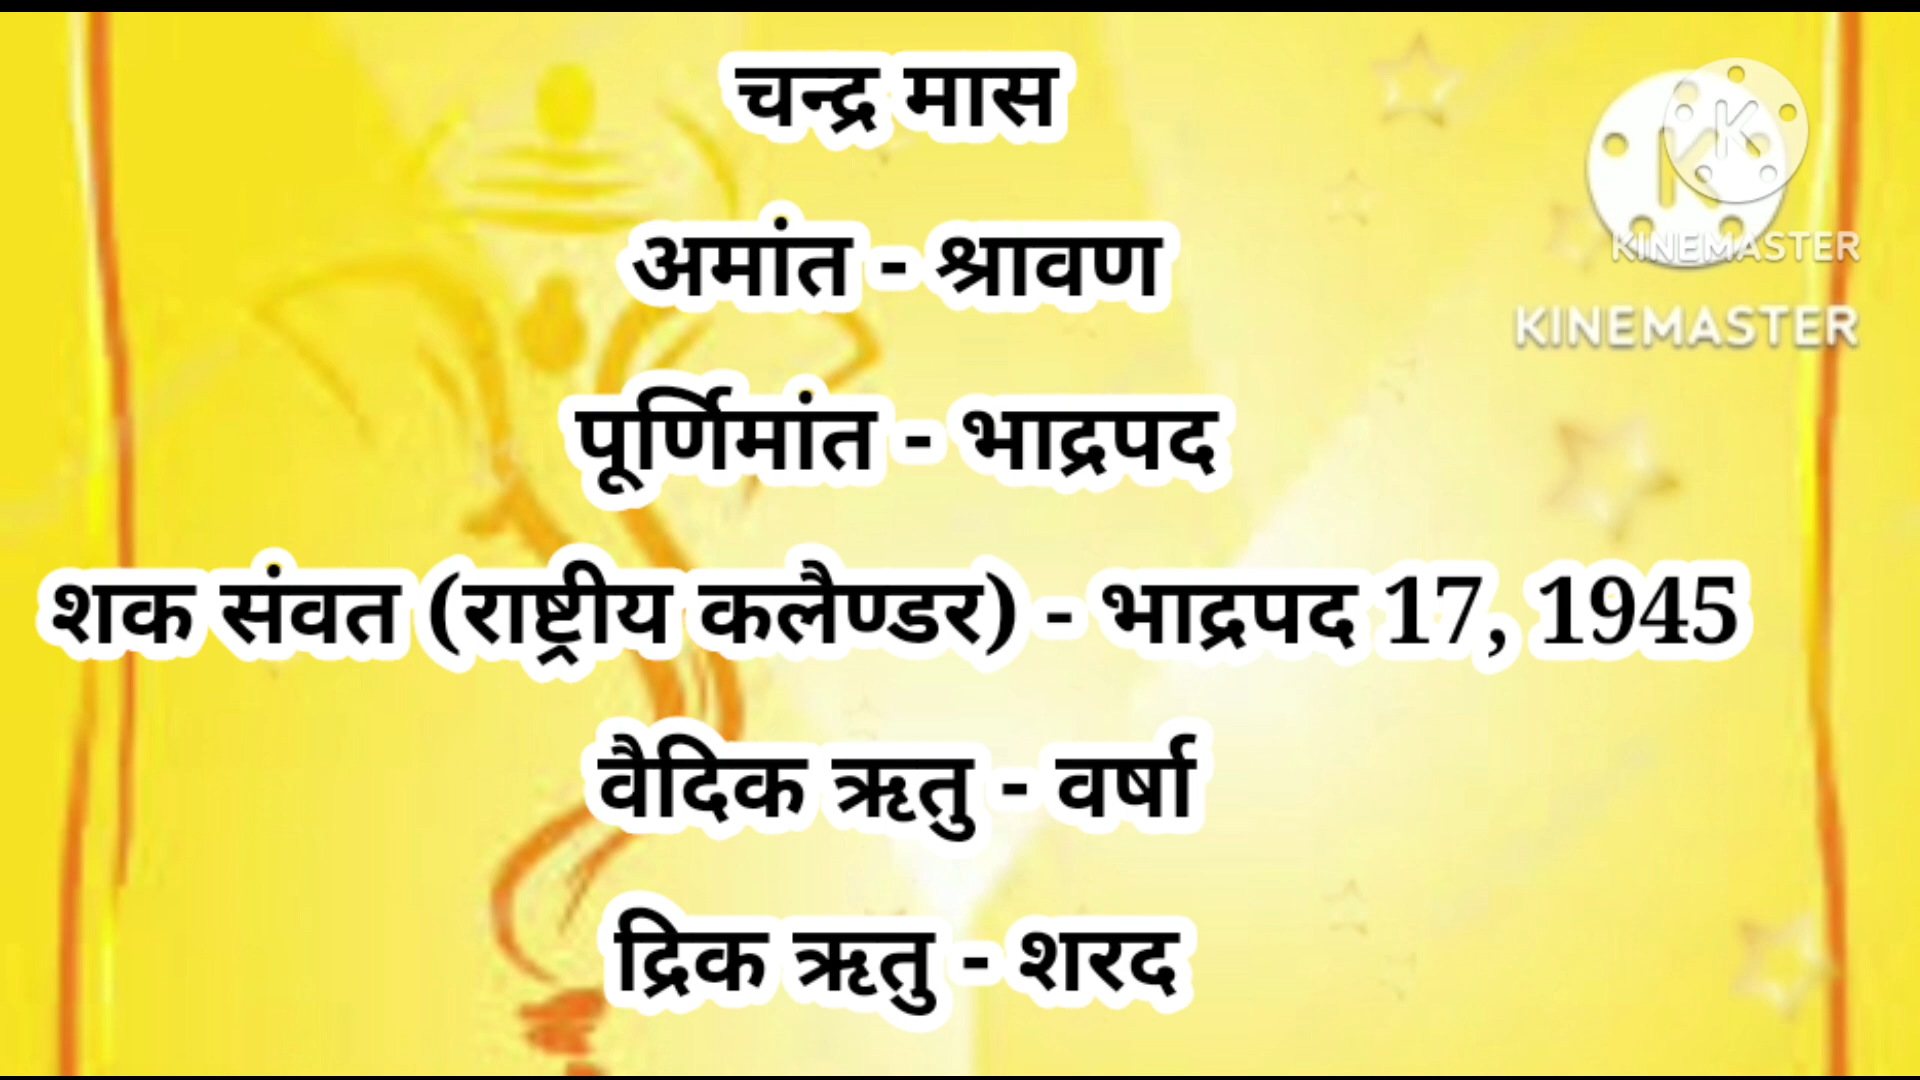 चन्द्र मास
अमांत - श्रावण
पूर्णिमांत - भाद्रपद
शक संवत (राष्ट्रीय कलैण्डर) - भाद्रपद 17, 1945
वैदिक ऋतु - वर्षा
द्रिक ऋतु - शरद
K
K
KINEMASTER
KINEMASTER